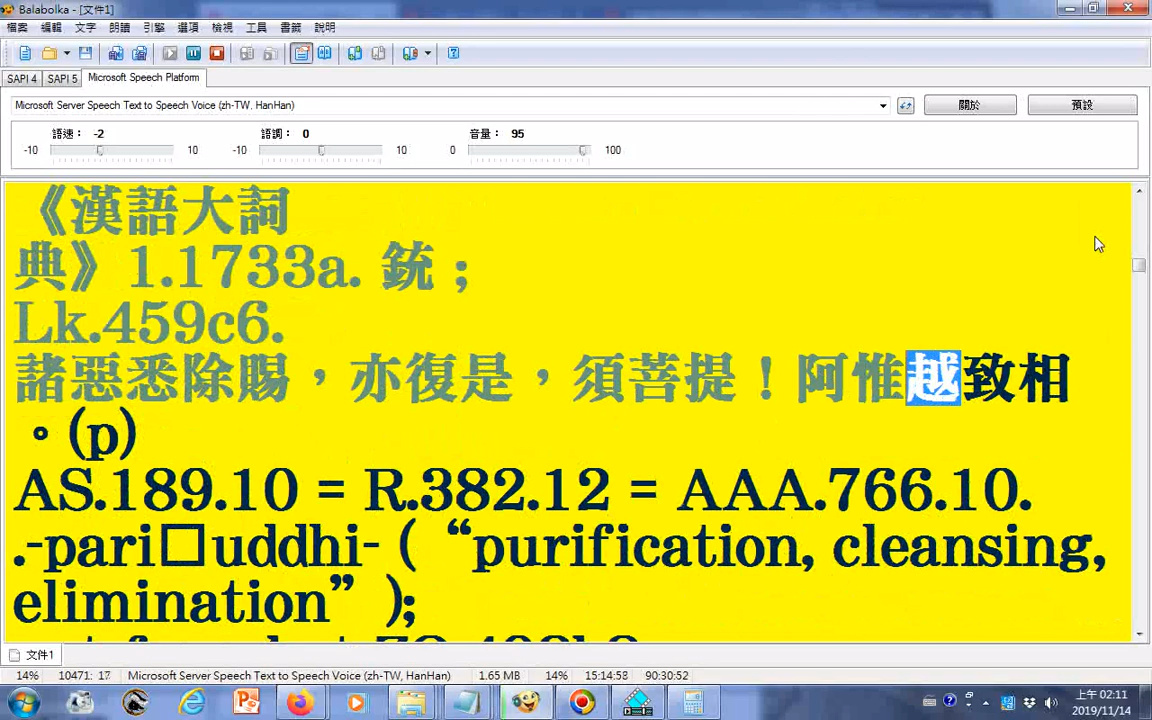 Balabolka - [文件1]
檔案 編輯 文字 朗讀 引擎 選項 檢視 工具 書籤 說明
SAPI 4 SAPI 5 Microsoft Speech Platform
Microsoft Server Speech Text to Speech Voice (zh-TW, HanHan) 關於 預設
語速： -2 語調： 0 音量： 95
-10 10 -10 10 0 100
《漢語大詞
典》1.1733a. 銃；
Lk.459c6.
諸惡悉除賜，亦復是，須菩提！阿惟越致相
。(p)
AS.189.10 = R.382.12 = AAA.766.10.
.-pari□uddhi- (“purification, cleansing,
elimination”);
文件1
14% 10471: 17 Microsoft Server Speech Text to Speech Voice (zh-TW, HanHan) 1.65 MB 14% 15:14:58 90:30:52
上午 02:11
2019/11/14